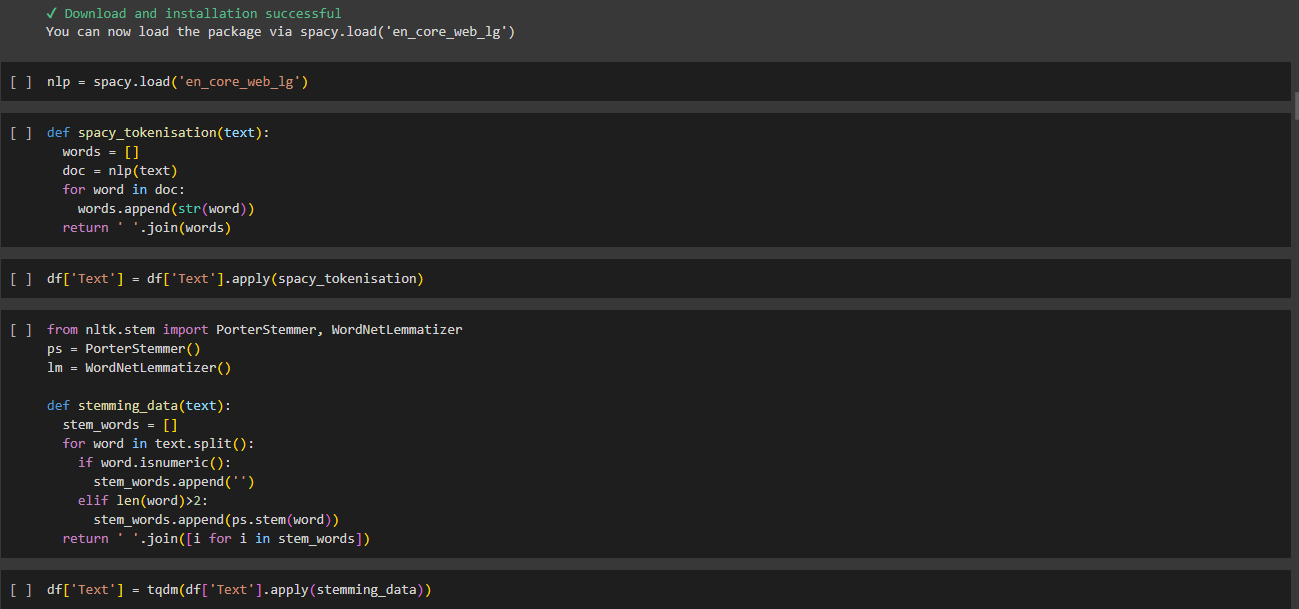 ✓ Download and installation successful
You can now load the package via spacy.load('en_core_web_lg')
[ ] nlp = spacy.load('en_core_web_lg')
[ ] def spacy_tokenisation(text):
words = []
doc = nlp(text)
for word in doc:
words.append(str(word))
return ' '.join(words)
[ ] df['Text'] = df['Text'].apply(spacy_tokenisation)
[ ] from nltk.stem import PorterStemmer, WordNetLemmatizer
ps = PorterStemmer()
lm = WordNetLemmatizer()
def stemming_data(text):
stem_words = []
for word in text.split():
if word.isnumeric():
stem_words.append('')
elif len(word)>2:
stem_words.append(ps.stem(word))
return ' '.join([i for i in stem_words])
[ ] df['Text'] = tqdm(df['Text'].apply(stemming_data))